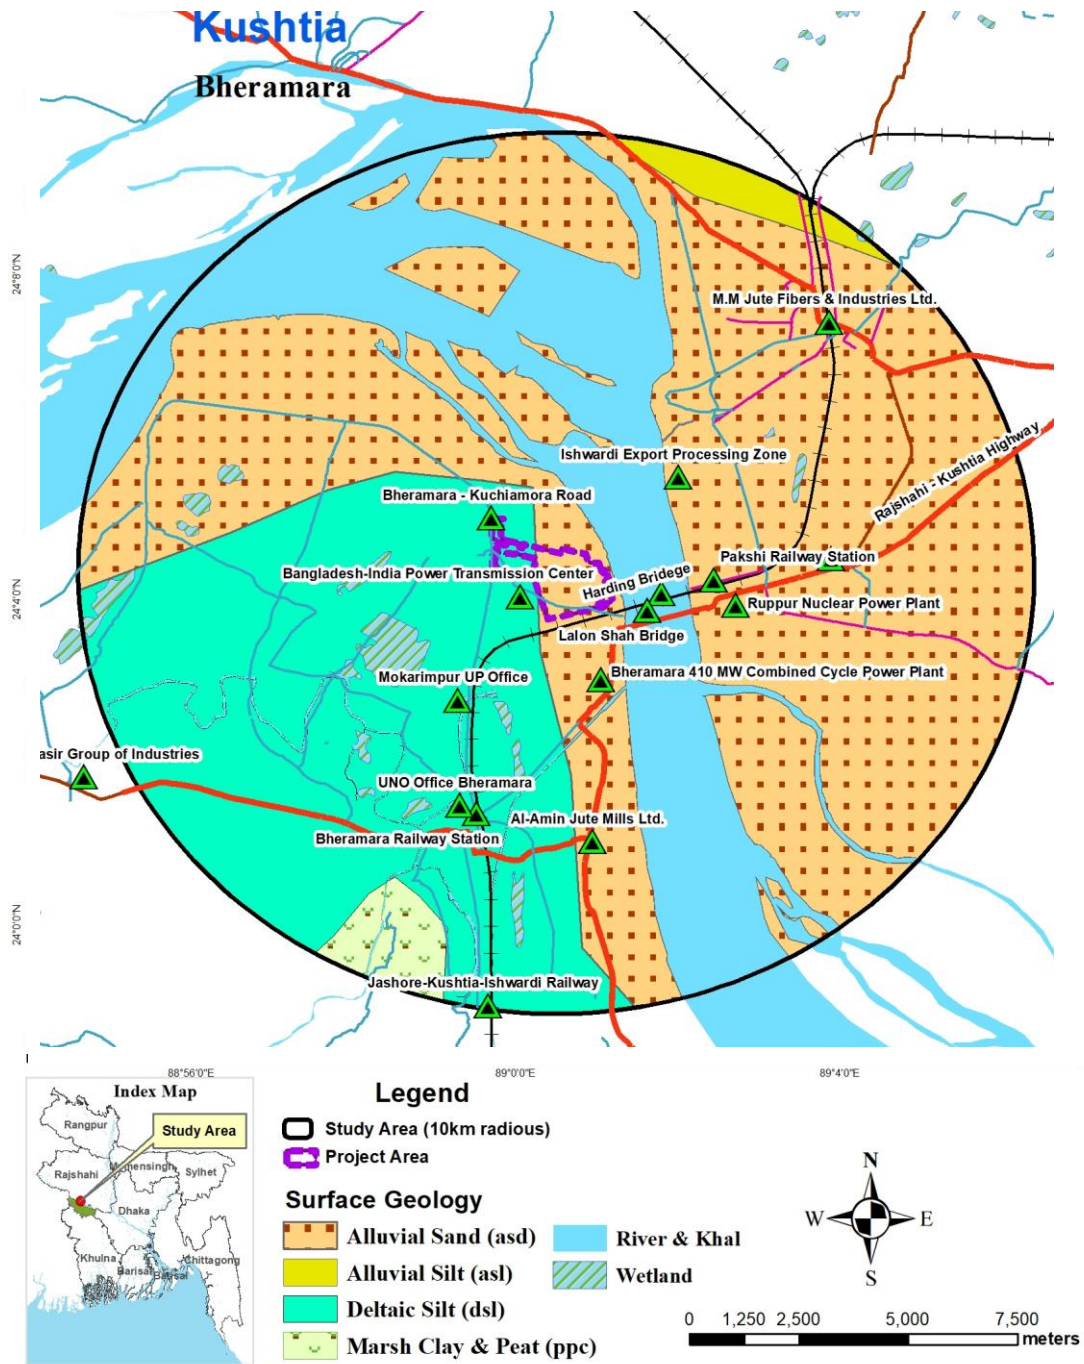 Kushtia
Bheramara
24°8'0"N
M.M Jute Fibers & Industries Ltd.
Ishwardi Export Processing Zone
Rajshahi - Kushtia Highway
Bheramara - Kuchiamora Road
Pakshi Railway Station
Bangladesh-India Power Transmission Center
Harding Bridege
24°4'0"N
Ruppur Nuclear Power Plant
Lalon Shah Bridge
Bheramara 410 MW Combined Cycle Power Plant
Mokarimpur UP Office
asir Group of Industries
UNO Office Bheramara
Al-Amin Jute Mills Ltd.
Bheramara Railway Station
24°0'0"N
Jashore-Kushtia-Ishwardi Railway
88°56'0"E
89°0'0"E
89°4'0"E
Index Map
Rangpur
Study Area
Rajshahi
Mymensingh
Sylhet
Dhaka
Khulna
Barisal
Chittagong
Legend
Study Area (10km radious)
Project Area
Surface Geology
Alluvial Sand (asd)
Alluvial Silt (asl)
Deltaic Silt (dsl)
Marsh Clay & Peat (ppc)
River & Khal
Wetland
N
W
E
S
0 1,250 2,500 5,000 7,500
meters